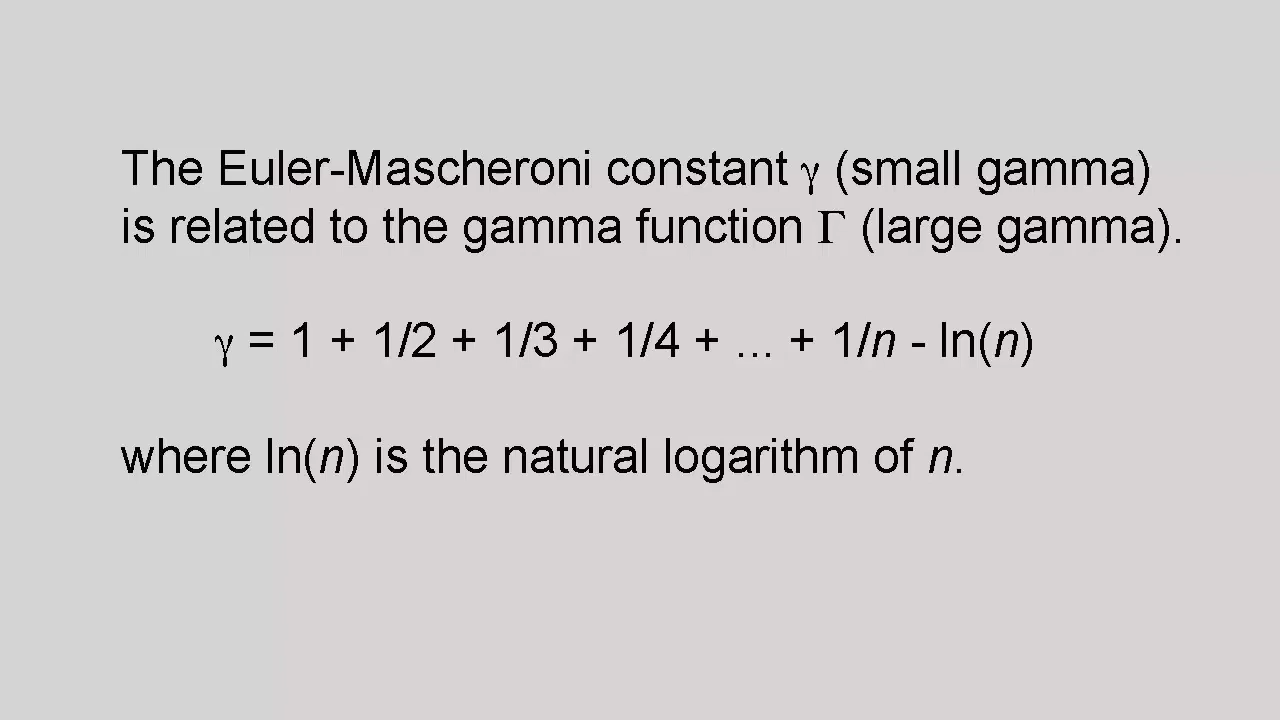 The Euler-Mascheroni constant γ (small gamma)
is related to the gamma function Γ (large gamma).
γ = 1 + 1/2 + 1/3 + 1/4 + ... + 1/n - ln(n)
where ln(n) is the natural logarithm of n.